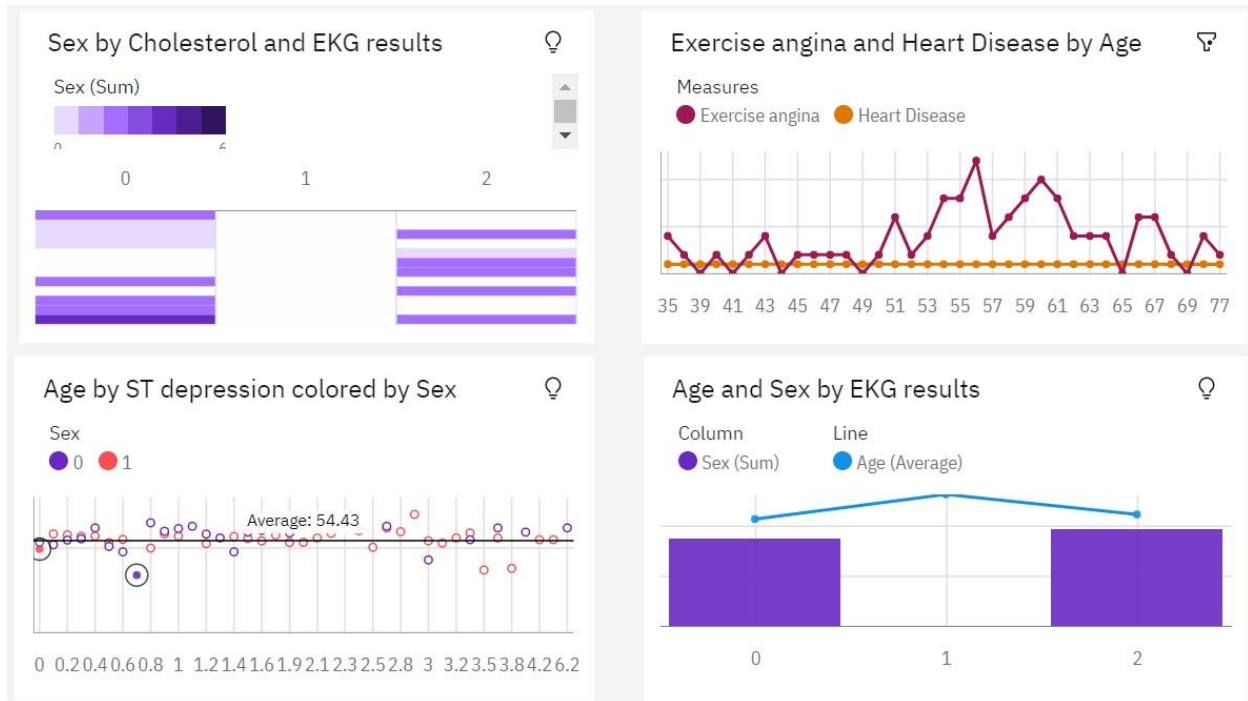 Sex by Cholesterol and EKG results
Sex (Sum)
0 6
0 1 2
Exercise angina and Heart Disease by Age
Measures
Exercise angina Heart Disease
35 39 41 43 45 47 49 51 53 55 57 59 61 63 65 67 69 77
Age by ST depression colored by Sex
Sex
0 1
Average: 54.43
0 0.2 0.4 0.6 0.8 1 1.2 1.4 1.6 1.9 2.1 2.3 2.5 2.8 3 3.2 3.5 3.8 4.2 6.2
Age and Sex by EKG results
Column Line
Sex (Sum) Age (Average)
0 1 2